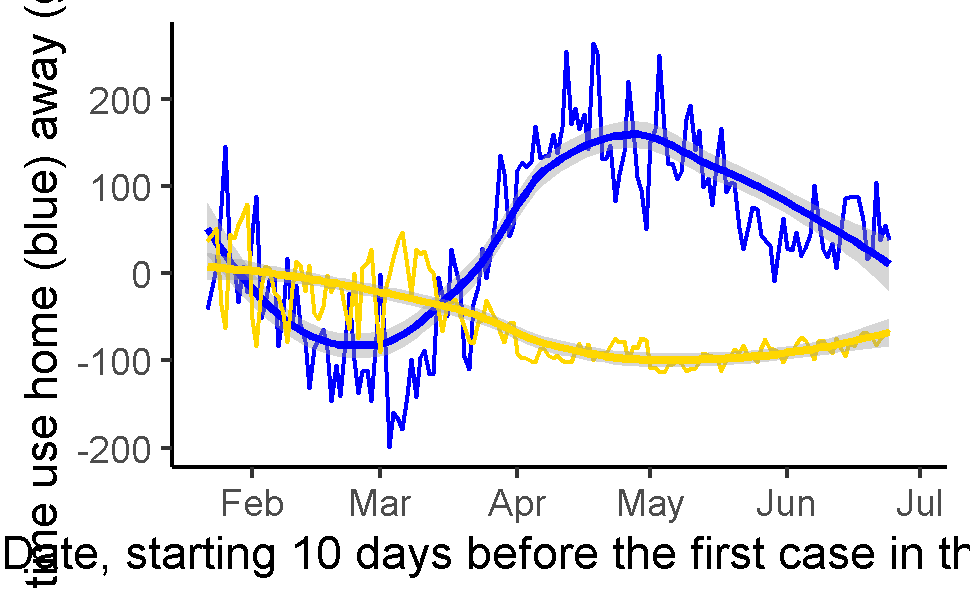 time use home (blue) away (
200
100
0
-100
-200
Feb Mar Apr May Jun Jul
Date, starting 10 days before the first case in th